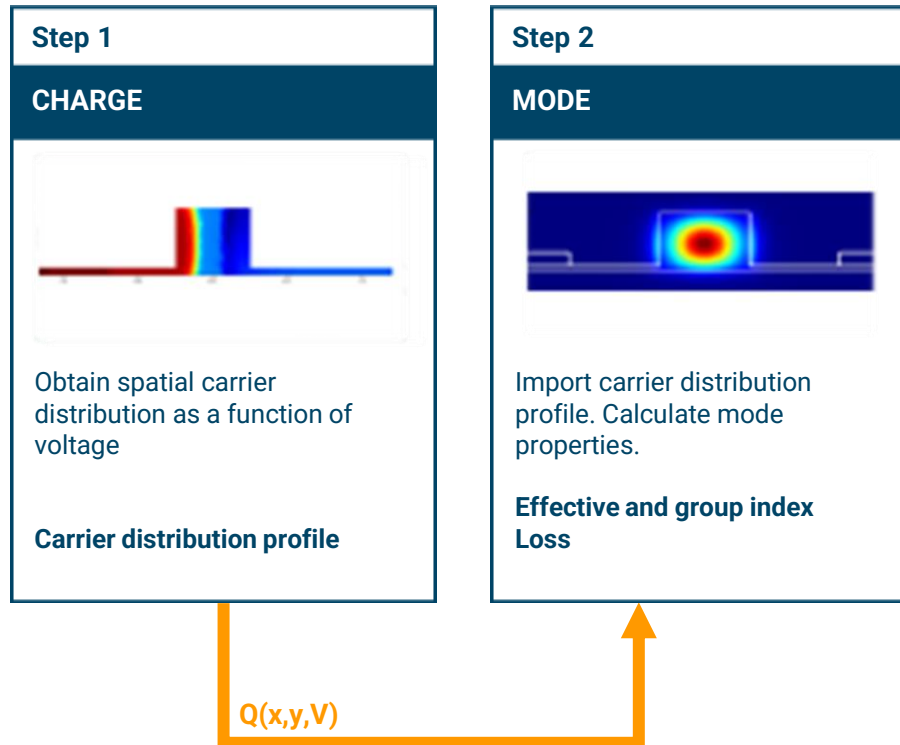 Step 1
CHARGE
Obtain spatial carrier
distribution as a function of
voltage
Carrier distribution profile
Step 2
MODE
Import carrier distribution
profile. Calculate mode
properties.
Effective and group index
Loss
Q(x,y,V)